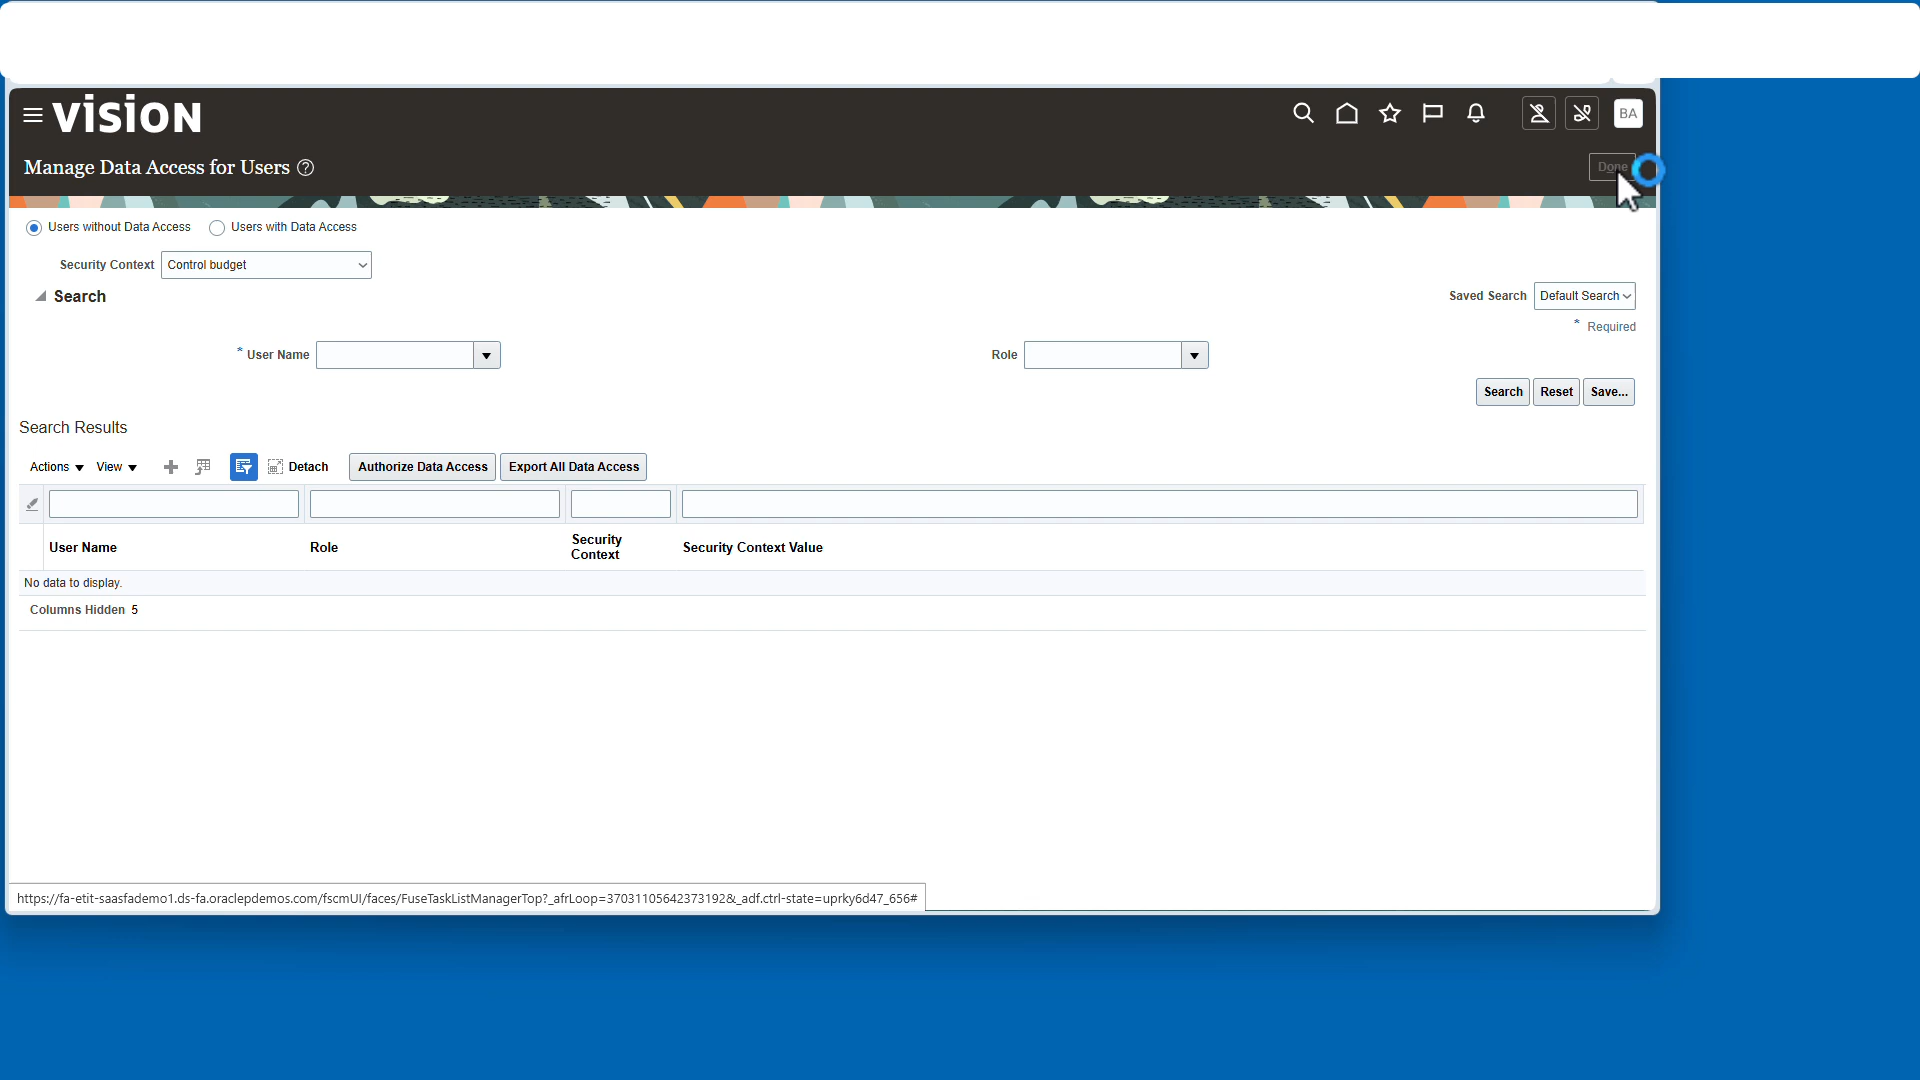 VISION
BA
Manage Data Access for Users ?
Done
Users without Data Access Users with Data Access
Security Context Control budget
Search
Saved Search Default Search
* Required
* User Name
Role
Search Reset Save...
Search Results
Actions View Detach Authorize Data Access Export All Data Access
User Name Role Security Context Security Context Value
No data to display.
Columns Hidden 5
https://fa-etit-saasfademo1.ds-fa.oraclepdemos.com/fscmUI/faces/FuseTaskListManagerTop?_afrLoop=37031105642373192&_adf.ctrl-state=uprky6d47_656#